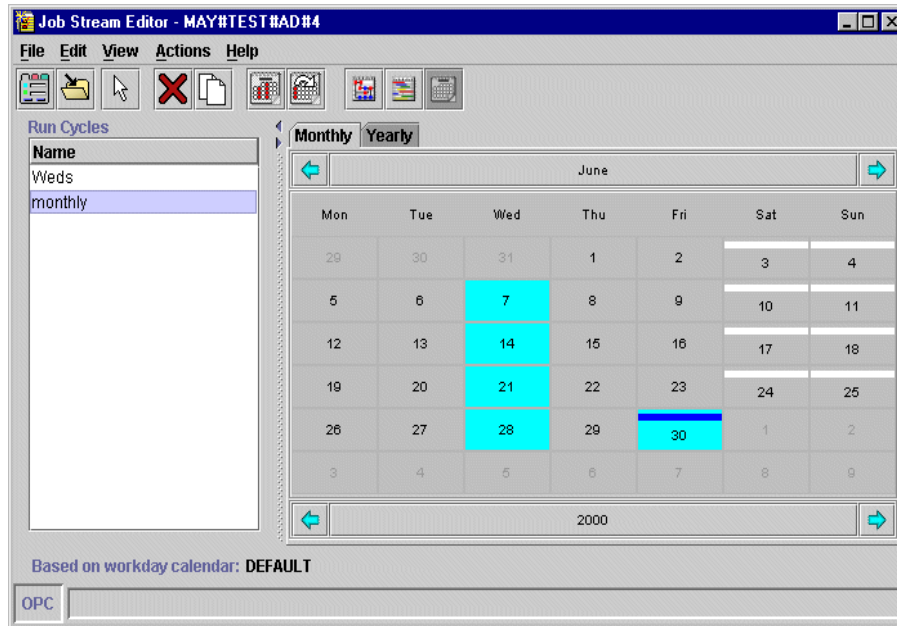 Job Stream Editor - MAY#TEST#AD#4
File Edit View Actions Help
Run Cycles
Name
Weds
monthly
Monthly Yearly
June
Mon Tue Wed Thu Fri Sat Sun
29 30 31 1 2 3 4
5 6 7 8 9 10 11
12 13 14 15 16 17 18
19 20 21 22 23 24 25
26 27 28 29 30 1 2
3 4 5 6 7 8 9
2000
Based on workday calendar: DEFAULT
OPC